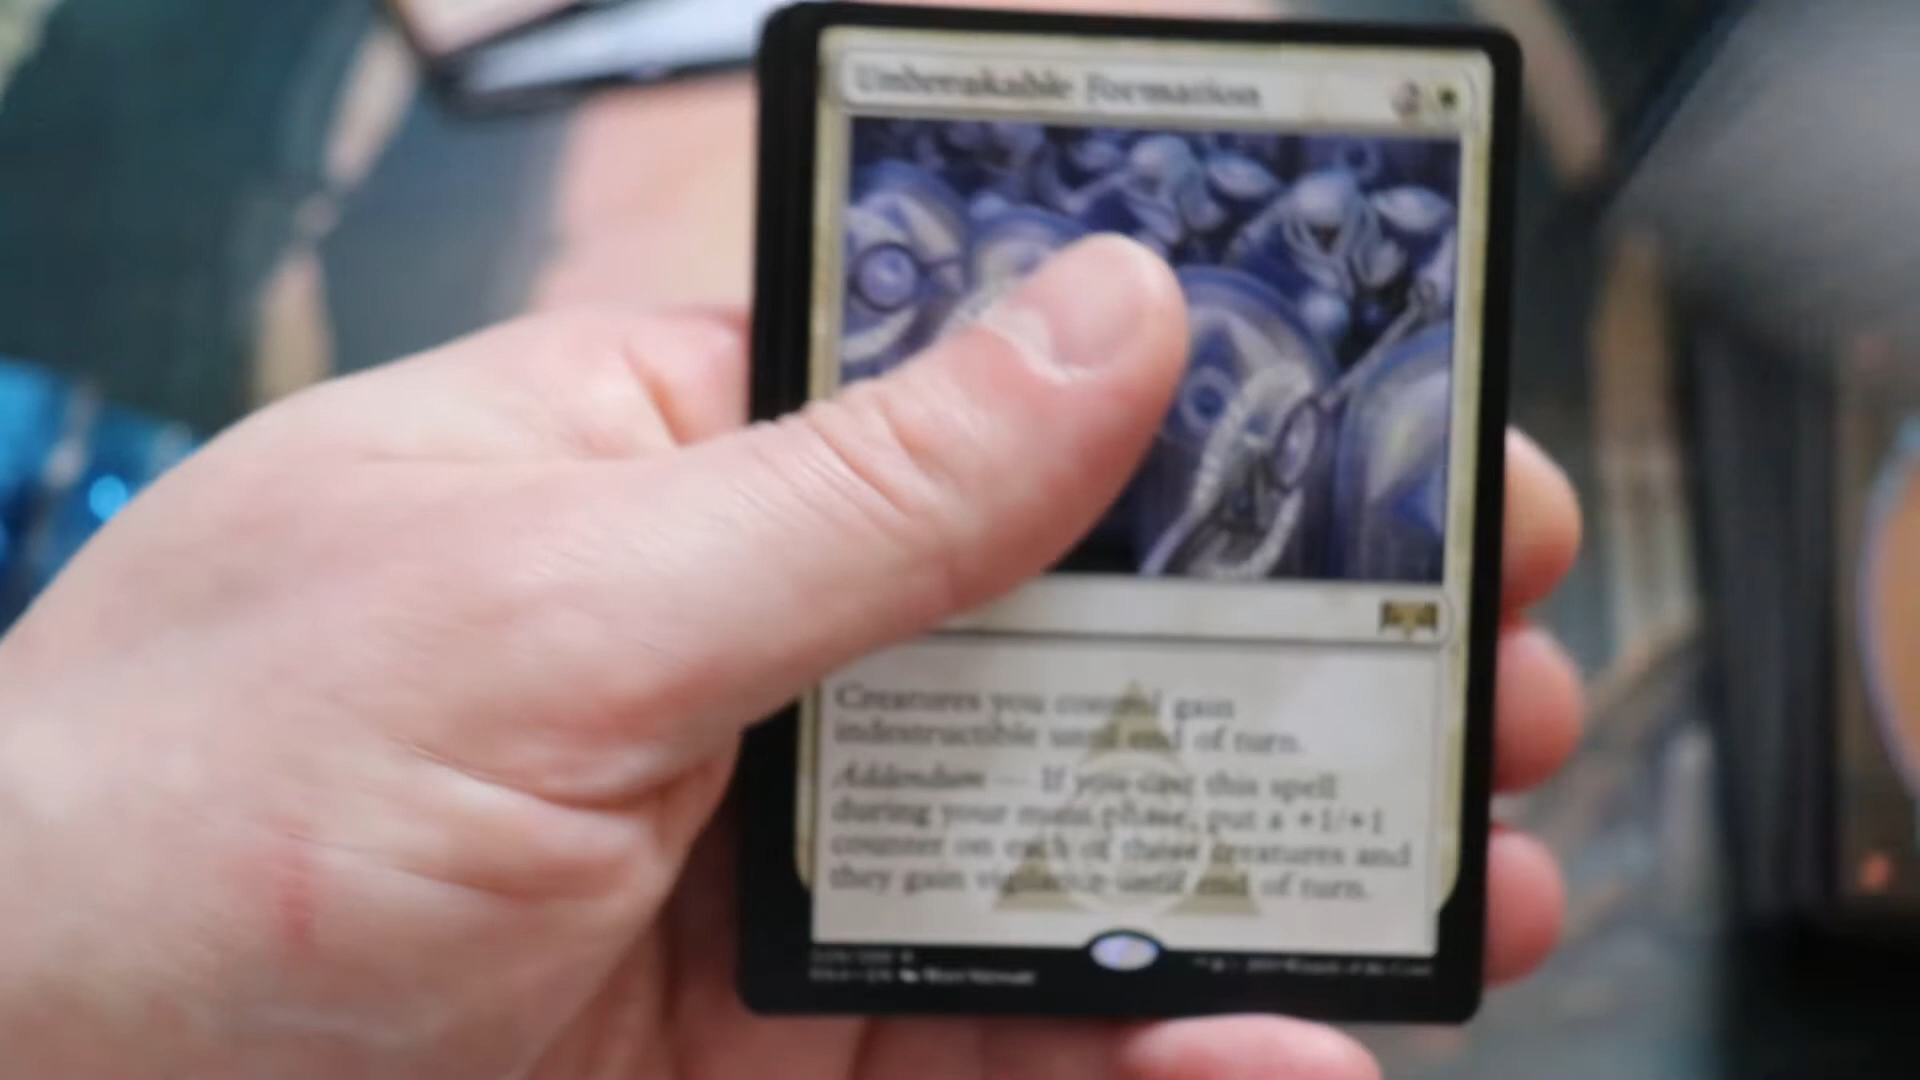 Unbreakable Formation 2
Creatures you control gain
indestructible until end of turn.
Addendum — If you cast this spell
during your main phase, put a +1/+1
counter on each of those creatures and
they gain vigilance until end of turn.